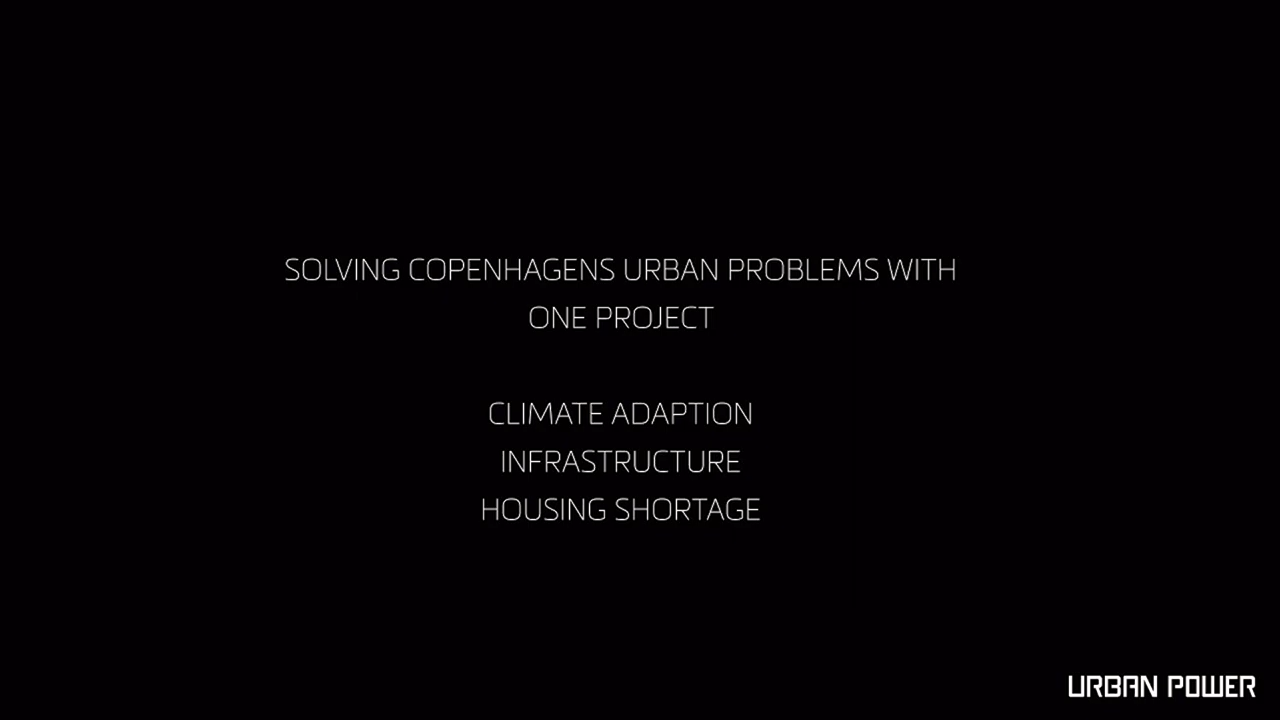 SOLVING COPENHAGENS URBAN PROBLEMS WITH
ONE PROJECT
CLIMATE ADAPTION
INFRASTRUCTURE
HOUSING SHORTAGE
URBAN POWER